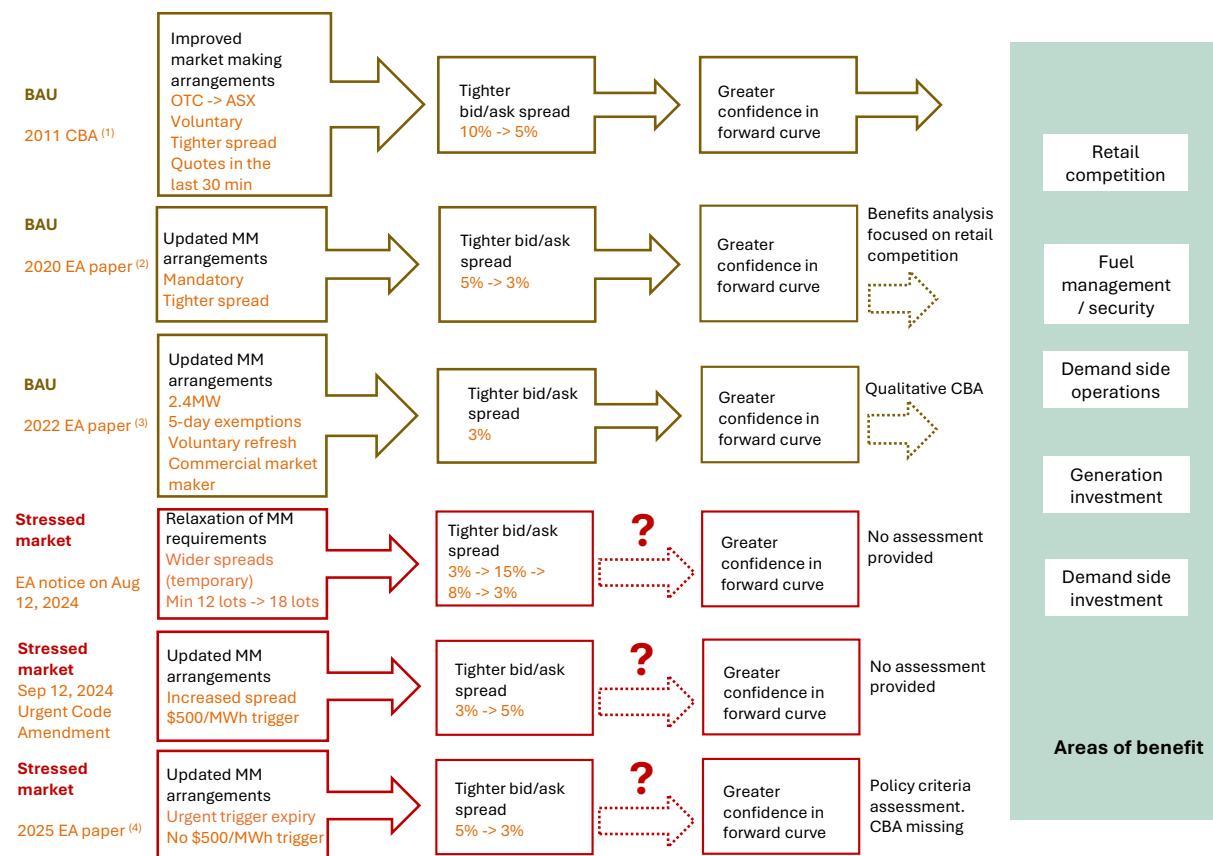 BAU
2011 CBA (1)
Improved
market making
arrangements
OTC -> ASX
Voluntary
Tighter spread
Quotes in the
last 30 min
Tighter
bid/ask spread
10% -> 5%
Greater
confidence in
forward curve
BAU
2020 EA paper (2)
Updated MM
arrangements
Mandatory
Tighter spread
Tighter bid/ask
spread
5% -> 3%
Greater
confidence in
forward curve
Benefits analysis
focused on retail
competition
BAU
2022 EA paper (3)
Updated MM
arrangements
2.4MW
5-day exemptions
Voluntary refresh
Commercial market
maker
Tighter bid/ask
spread
3%
Greater
confidence in
forward curve
Qualitative CBA
Stressed
market
EA notice on Aug
12, 2024
Relaxation of MM
requirements
Wider spreads
(temporary)
Min 12 lots -> 18 lots
Tighter bid/ask
spread
3% -> 15% ->
8% -> 3%
?
Greater
confidence in
forward curve
No assessment
provided
Stressed
market
Sep 12, 2024
Urgent Code
Amendment
Updated MM
arrangements
Increased spread
$500/MWh trigger
Tighter bid/ask
spread
3% -> 5%
?
Greater
confidence in
forward curve
No assessment
provided
Stressed
market
2025 EA paper (4)
Updated MM
arrangements
Urgent trigger expiry
No $500/MWh trigger
Tighter bid/ask
spread
5% -> 3%
?
Greater
confidence in
forward curve
Policy criteria
assessment.
CBA missing
Retail
competition
Fuel
management
/ security
Demand side
operations
Generation
investment
Demand side
investment
Areas of benefit